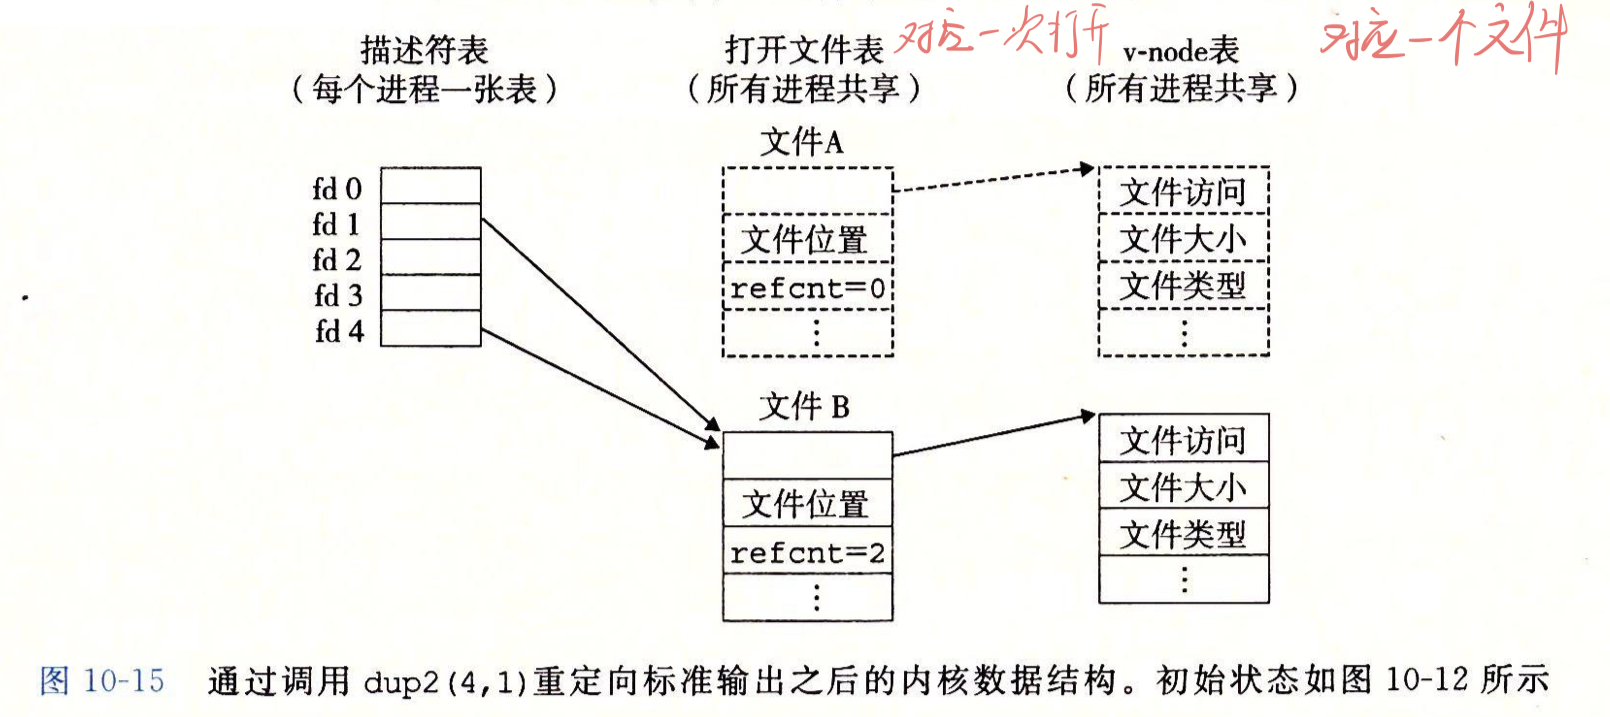 描述符表
（每个进程一张表）
打开文件表
（所有进程共享）
对应一次打开
v-node表
（所有进程共享）
对应一个文件
文件A
fd 0
fd 1
fd 2
fd 3
fd 4
文件位置
refcnt=0
⋮
文件访问
文件大小
文件类型
⋮
文件 B
文件位置
refcnt=2
⋮
文件访问
文件大小
文件类型
⋮
图 10-15 通过调用 dup2(4,1)重定向标准输出之后的内核数据结构。初始状态如图 10-12 所示